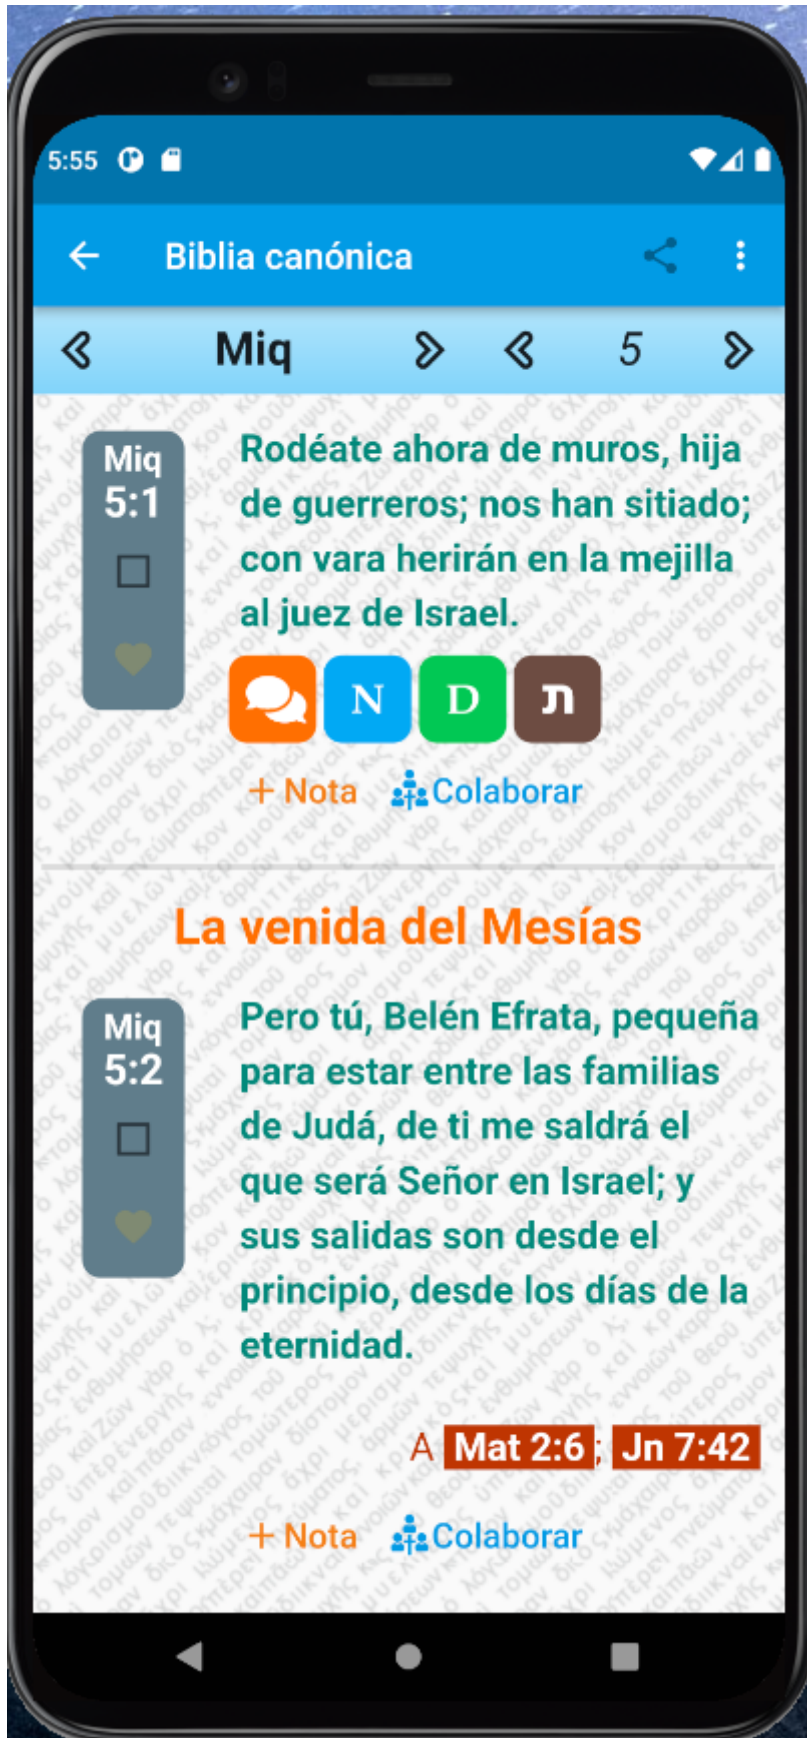 5:55
Biblia canónica
Miq
5
Miq
5:1
Rodéate ahora de muros, hija
de guerreros; nos han sitiado;
con vara herirán en la mejilla
al juez de Israel.
N D ת
+ Nota Colaborar
La venida del Mesías
Miq
5:2
Pero tú, Belén Efrata, pequeña
para estar entre las familias
de Judá, de ti me saldrá el
que será Señor en Israel; y
sus salidas son desde el
principio, desde los días de la
eternidad.
A Mat 2:6; Jn 7:42
+ Nota Colaborar